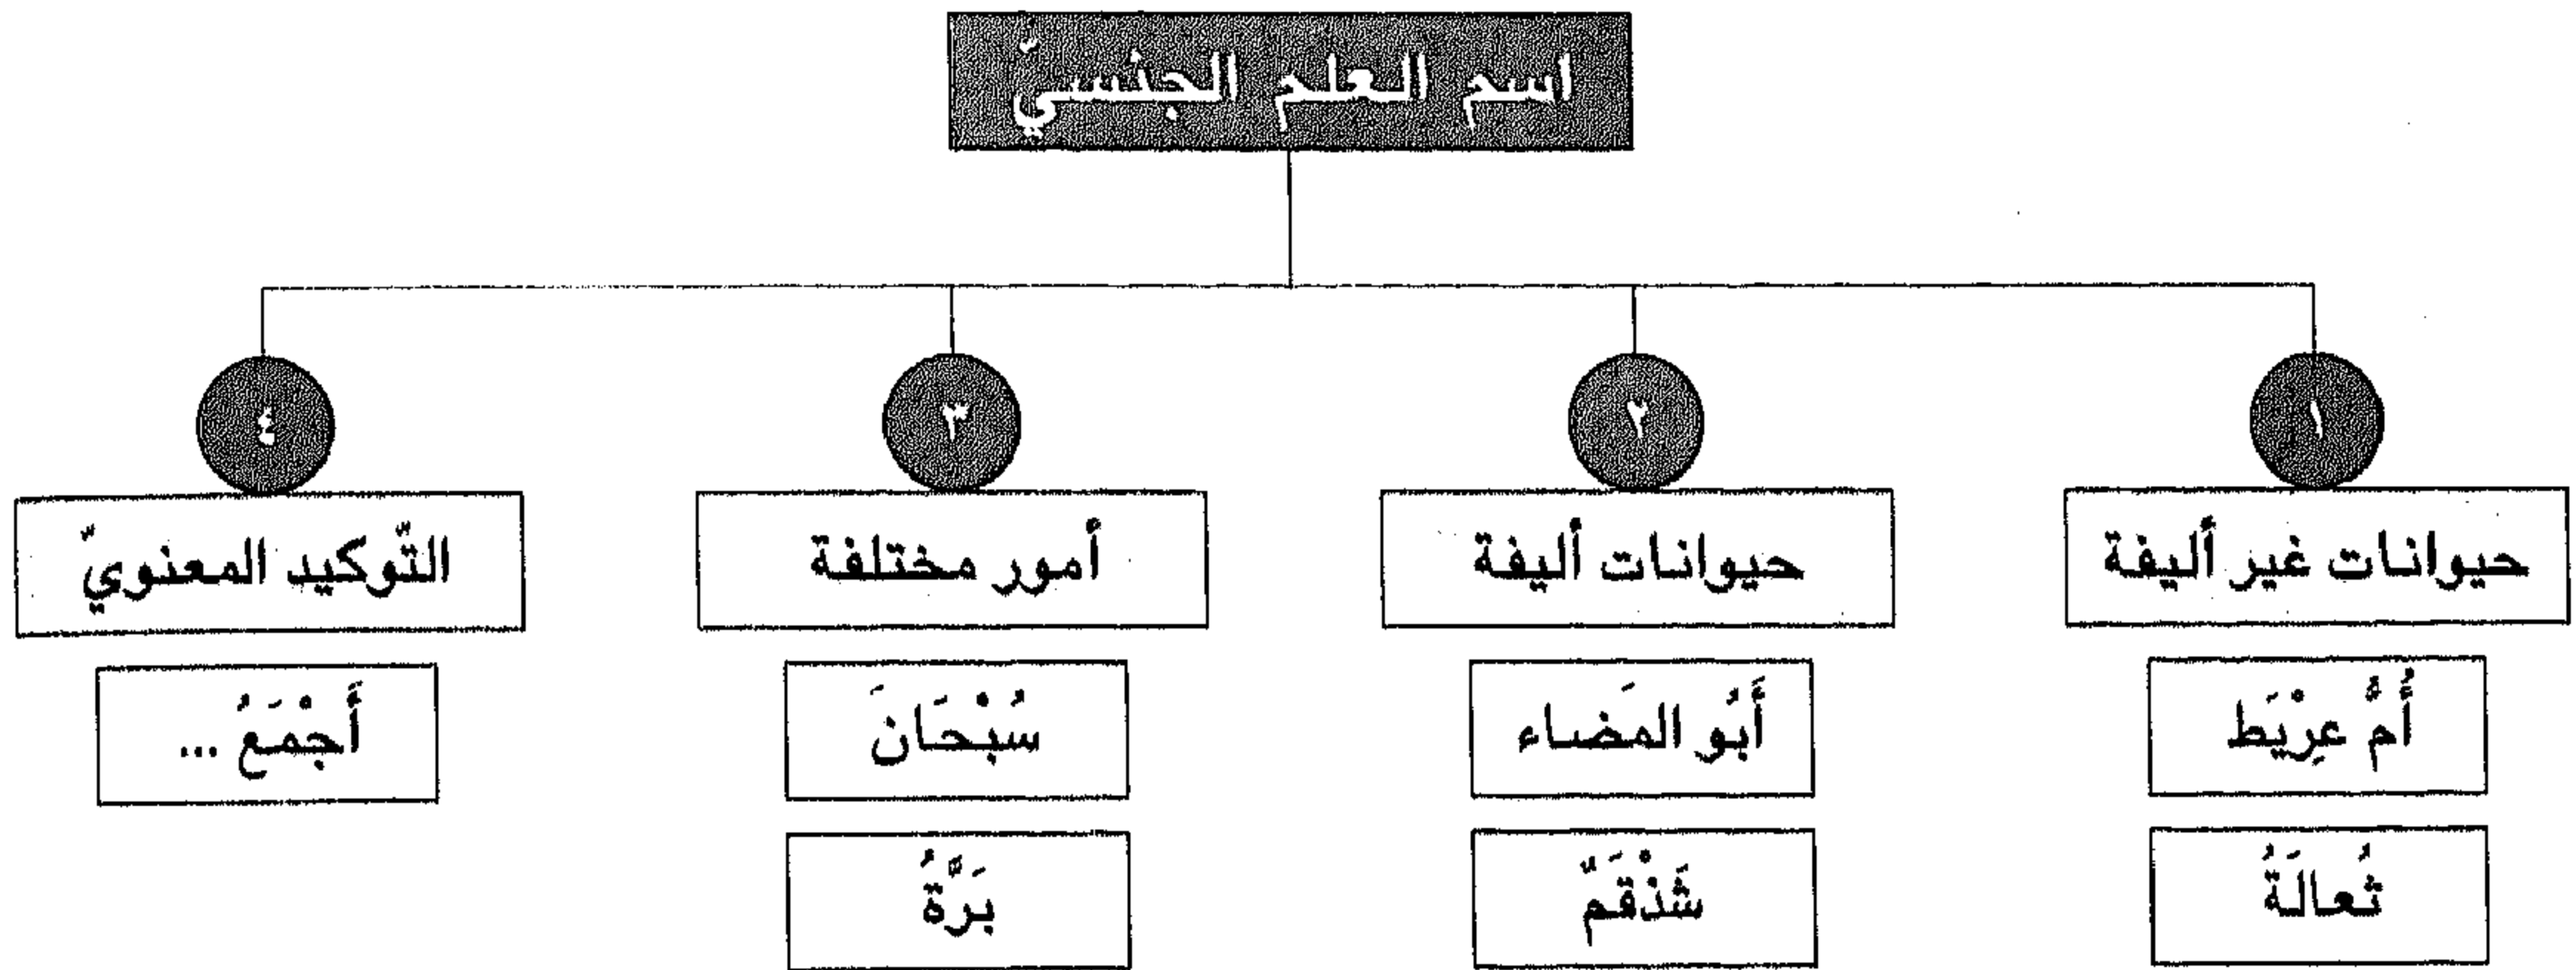 اسم العلم الجنسيّ
١
٢
٣
٤
حيوانات غير أليفة
حيوانات أليفة
أمور مختلفة
التّوكيد المعنويّ
أُمُّ عِرْيَط
أَبُو المَضاء
سُبْحَانَ
أَجْمَعُ ...
ثُعالَةُ
شَذْقَمّ
بَرَّةُ